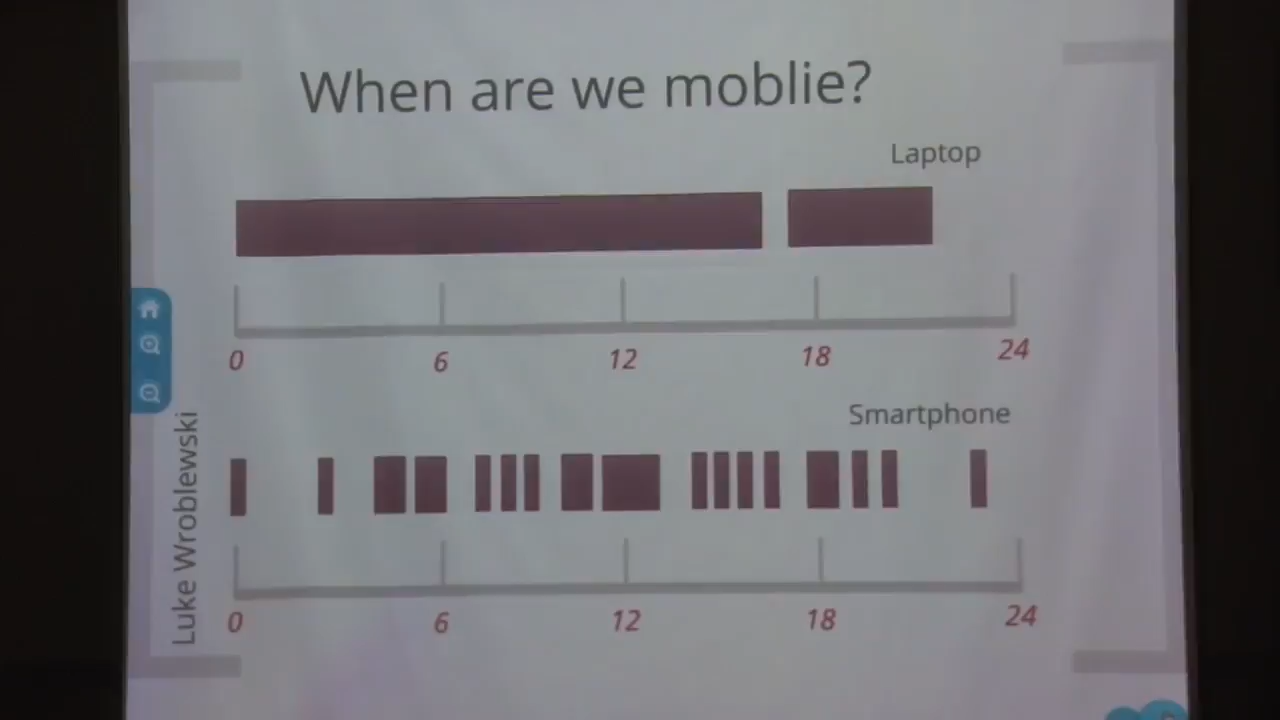 When are we moblie?
Laptop
0 6 12 18 24
Smartphone
0 6 12 18 24
Luke Wroblewski